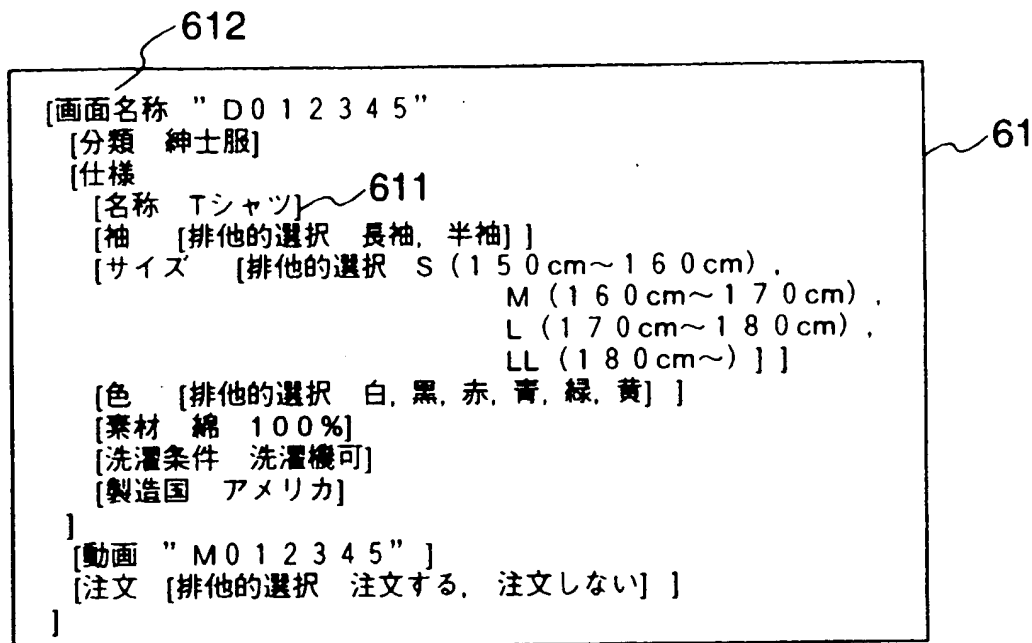 612
[画面名称 ”D012345”
[分類 紳士服]
61
[仕様
611
[名称 Tシャツ]
[袖 [排他的選択 長袖, 半袖] ]
[サイズ [排他的選択 S(150cm〜160cm),
M(160cm〜170cm),
L(170cm〜180cm),
LL(180cm〜) ] ]
[色 [排他的選択 白, 黒, 赤, 青, 緑, 黄] ]
[素材 綿 100%]
[洗濯条件 洗濯機可]
[製造国 アメリカ]
]
[動画 ”M012345” ]
[注文 [排他的選択 注文する, 注文しない] ]
]